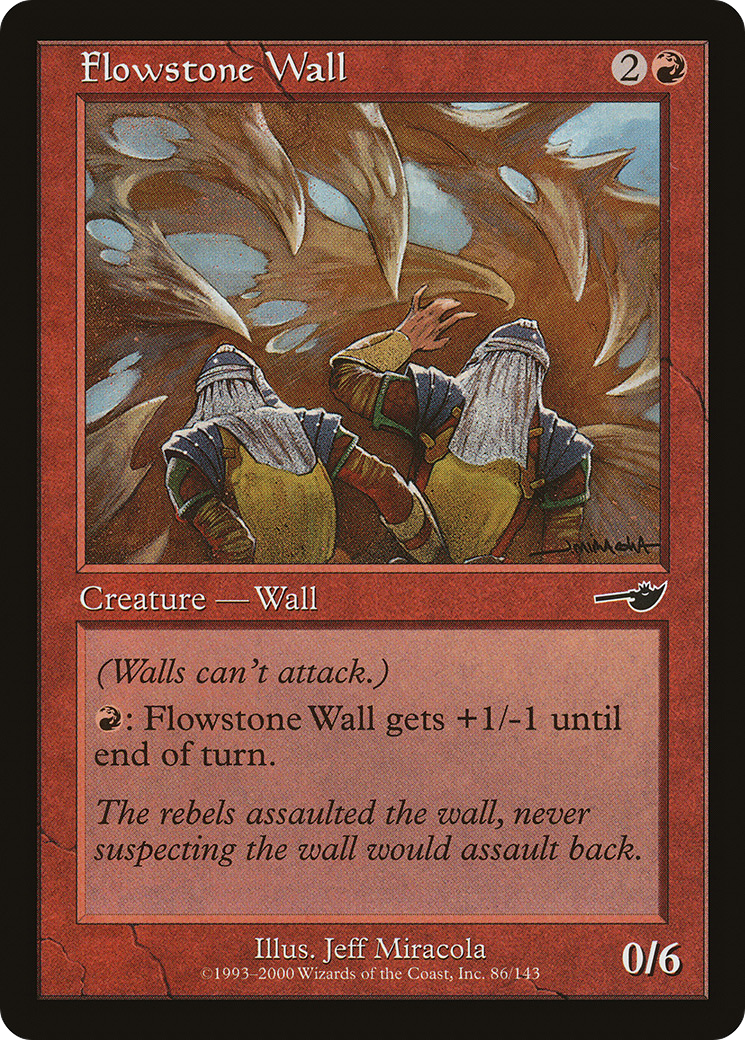 Flowstone Wall 2
Jmiracola
Creature — Wall
(Walls can't attack.)
: Flowstone Wall gets +1/-1 until
end of turn.
The rebels assaulted the wall, never
suspecting the wall would assault back.
Illus. Jeff Miracola
©1993–2000 Wizards of the Coast, Inc. 86/143
0/6